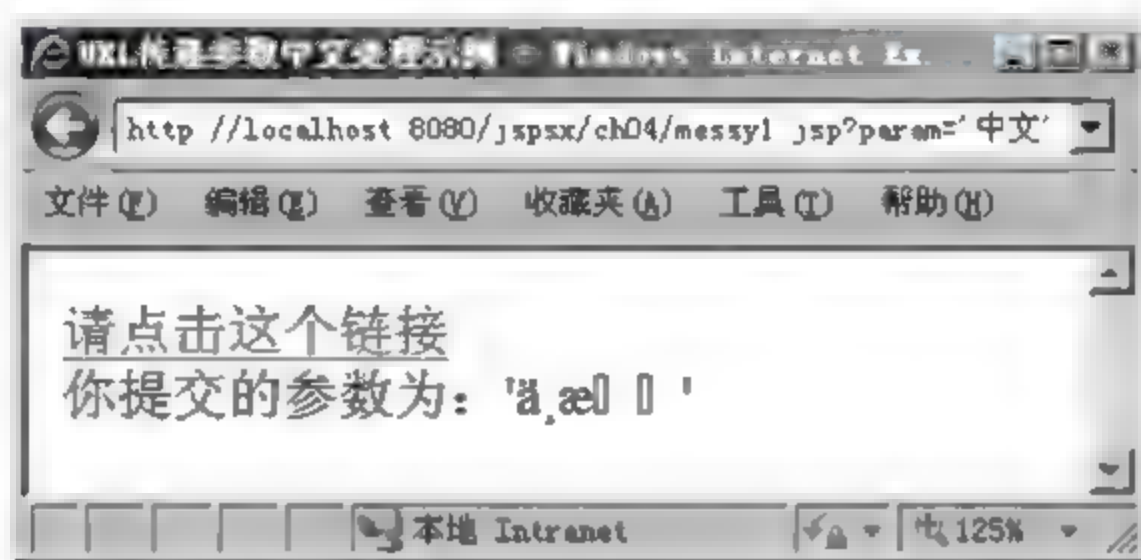 URL传递参数中文处理示例 - Windows Internet Ex...
http //localhost 8080/jspsx/ch04/messy1 jsp?param='中文'
文件(F) 编辑(E) 查看(V) 收藏夹(A) 工具(T) 帮助(H)
请点击这个链接
你提交的参数为：'ä¸æ▯ ▯ '
本地 Intranet 125%